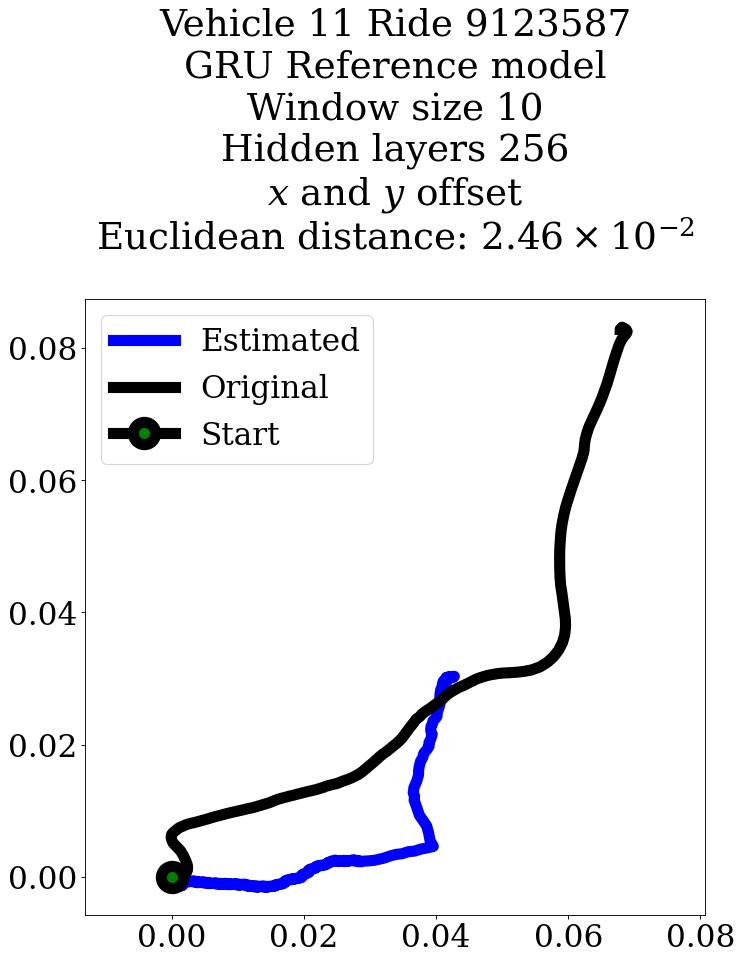 Vehicle 11 Ride 9123587
GRU Reference model
Window size 10
Hidden layers 256
x and y offset
Euclidean distance: 2.46 × 10⁻²
Estimated
Original
Start
0.08
0.06
0.04
0.02
0.00
0.00 0.02 0.04 0.06 0.08